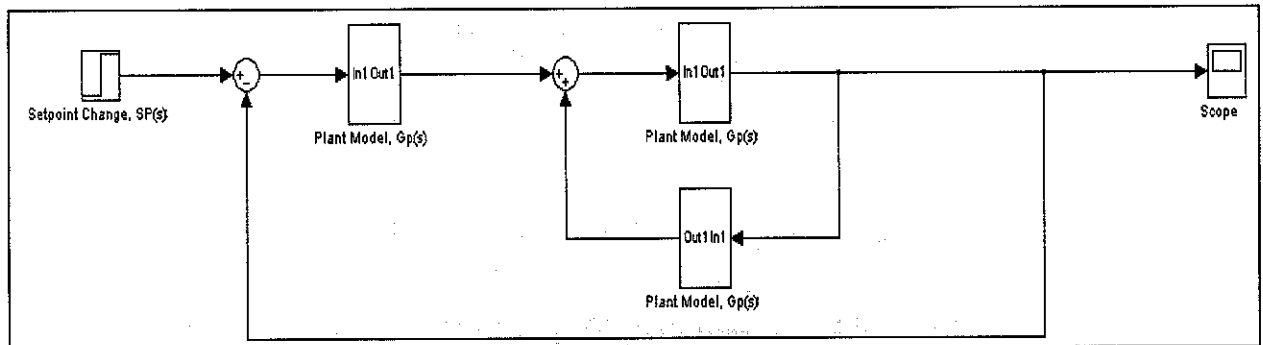 +
−
In1 Out1
+
+
In1 Out1
Setpoint Change, SP(s)
Plant Model, Gp(s)
Plant Model, Gp(s)
Scope
Out1 In1
Plant Model, Gp(s)